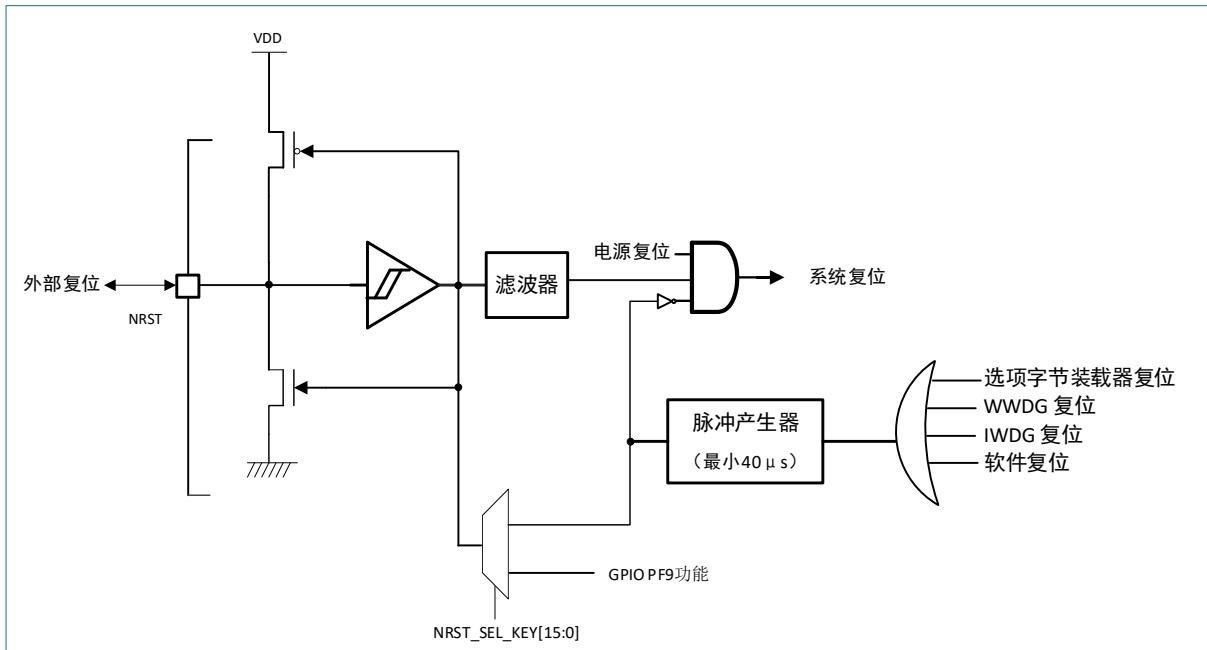 VDD
外部复位
NRST
滤波器
电源复位
系统复位
脉冲产生器
（最小40μs）
选项字节装载器复位
WWDG 复位
IWDG 复位
软件复位
GPIO PF9功能
NRST_SEL_KEY[15:0]